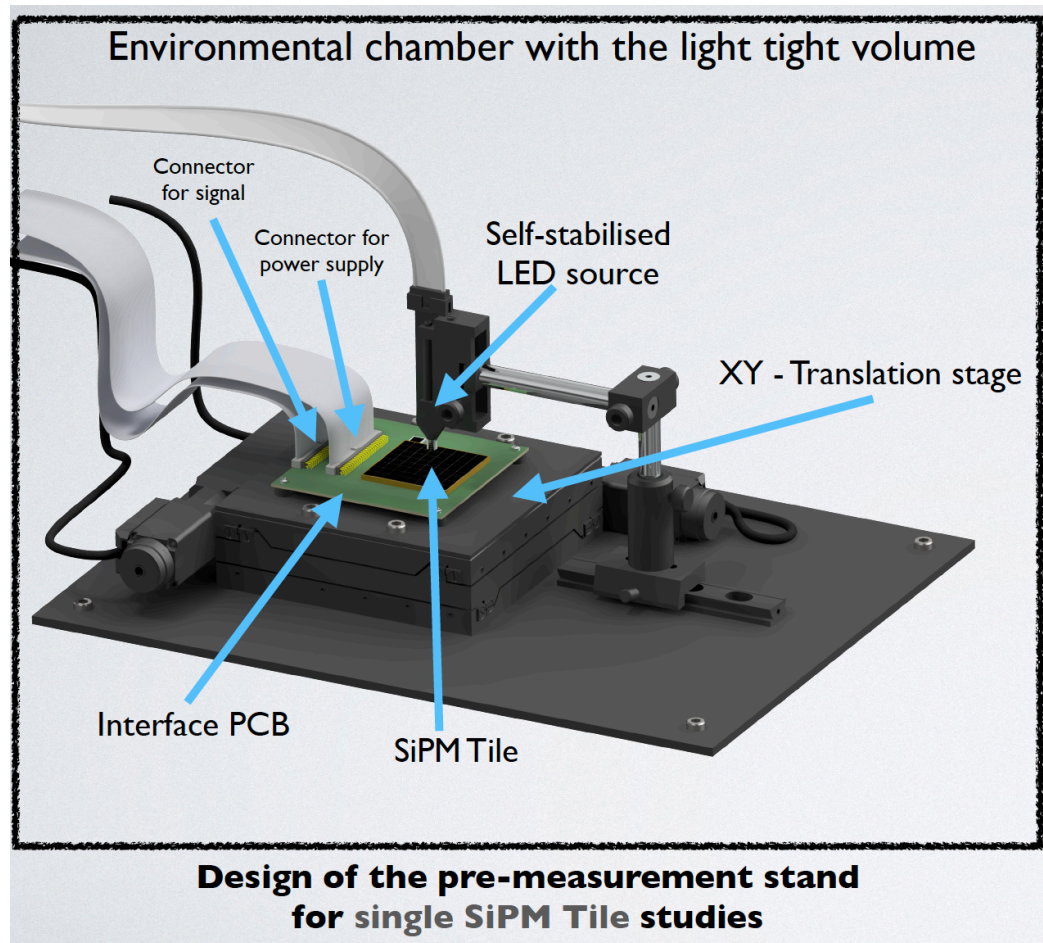 Environmental chamber with the light tight volume
Connector
for signal
Connector for
power supply
Self-stabilised
LED source
XY - Translation stage
Interface PCB
SiPM Tile
Design of the pre-measurement stand
for single SiPM Tile studies